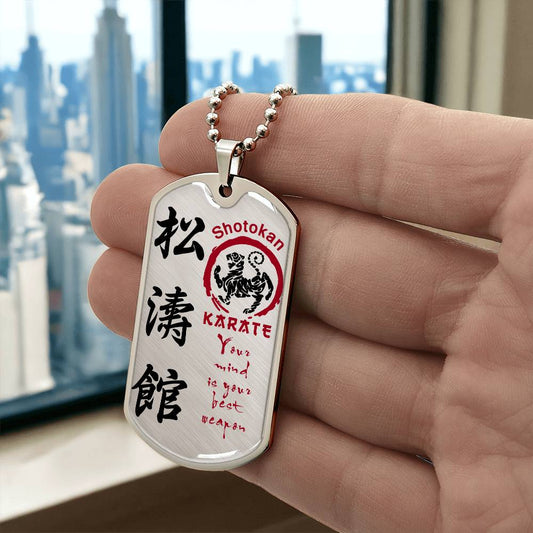 松濤館
Shotokan
KARATE
Your
mind
is your
best
weapon